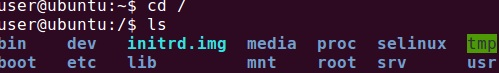 user@ubuntu:~$ cd /
user@ubuntu:/$ ls
bin dev initrd.img media proc selinux tmp
boot etc lib mnt root srv usr